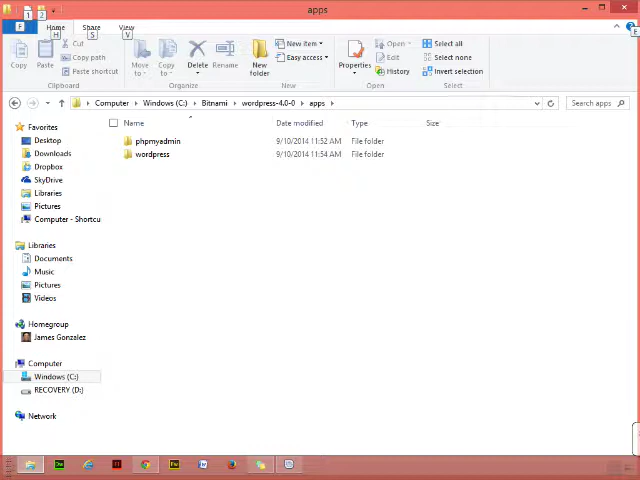 apps
1
2
F
Home
Share
View
H
S
V
E
Copy
Paste
Cut
Copy path
Paste shortcut
Move to
Copy to
Delete
Rename
New folder
New item
Easy access
Properties
Open
Edit
History
Select all
Select none
Invert selection
Clipboard
Organize
New
Open
Select
Computer
Windows (C:)
Bitnami
wordpress-4.0-0
apps
Search apps
Name
Date modified
Type
Size
phpmyadmin
9/10/2014 11:52 AM
File folder
wordpress
9/10/2014 11:54 AM
File folder
Favorites
Desktop
Downloads
Dropbox
SkyDrive
Libraries
Pictures
Computer - Shortcu
Libraries
Documents
Music
Pictures
Videos
Homegroup
James Gonzalez
Computer
Windows (C:)
RECOVERY (D:)
Network